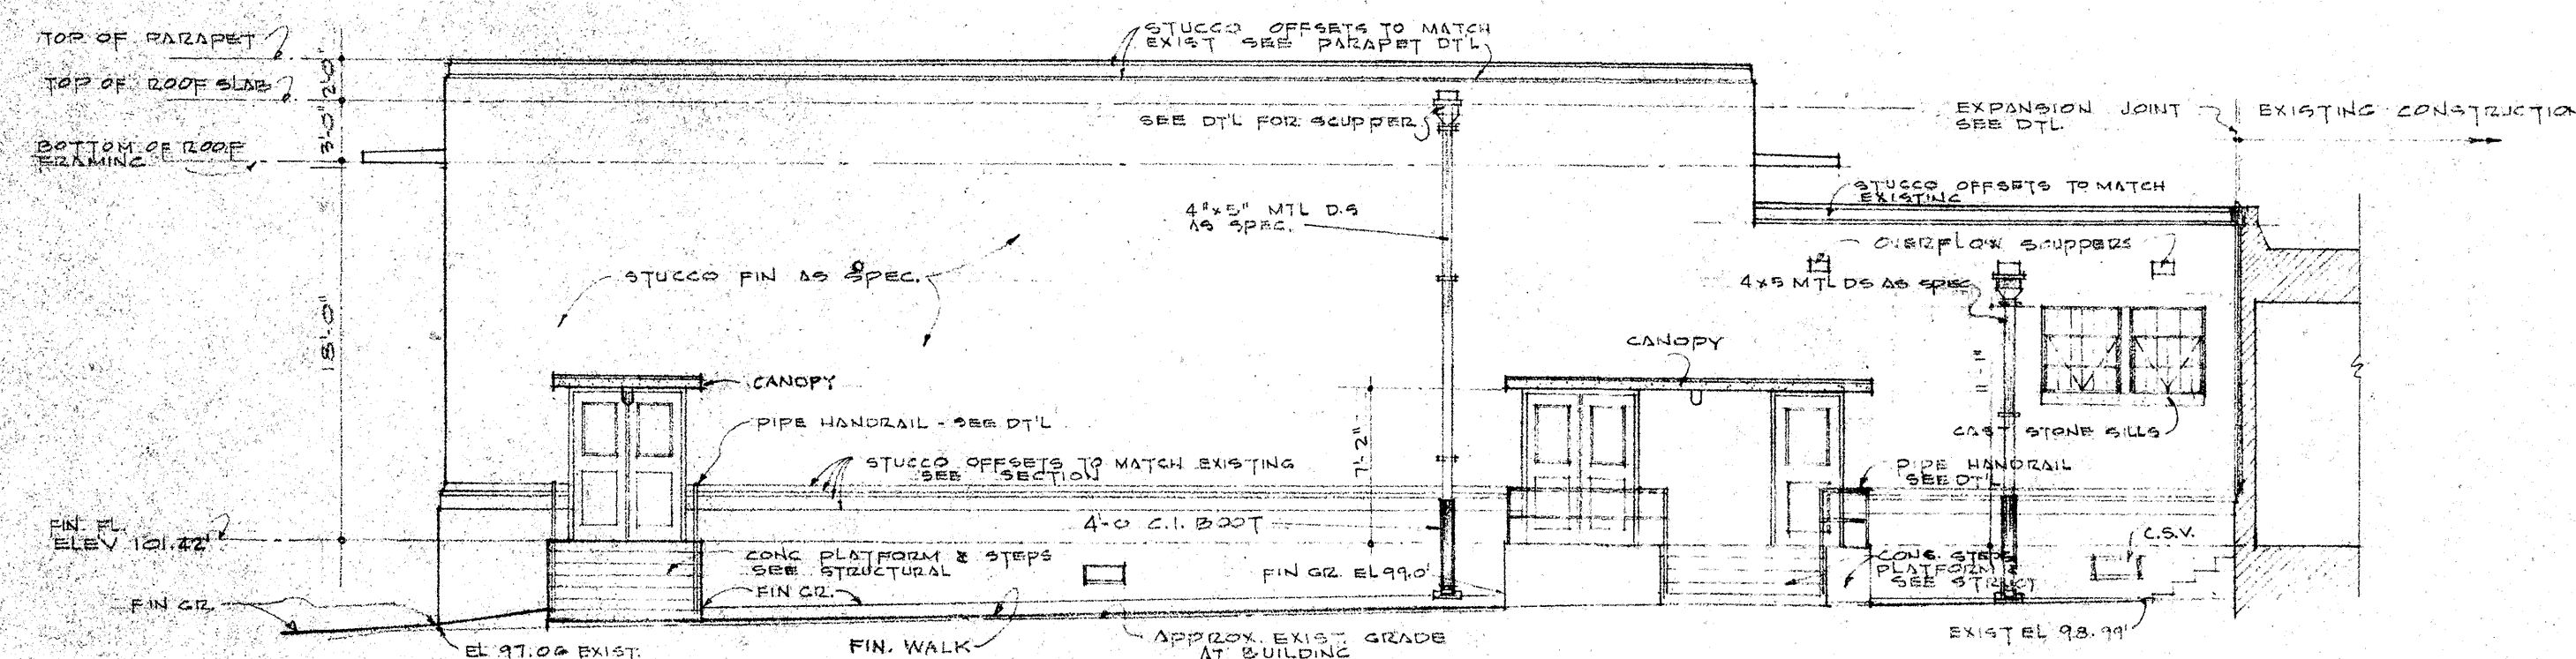 TOP OF PARAPET
STUCCO OFFSETS TO MATCH
EXIST SEE PARAPET DT'L
2'-0"
TOP OF ROOF SLAB
SEE DT'L FOR SCUPPER
EXPANSION JOINT
SEE DTL.
EXISTING CONSTRUCTION
3'-0"
BOTTOM OF ROOF
FRAMING
STUCCO OFFSETS TO MATCH
EXISTING
4"x5" MTL D.S
AS SPEC.
OVERFLOW SCUPPERS
STUCCO FIN AS SPEC.
4x5 MTL DS AS SPEC
CANOPY
CANOPY
PIPE HANDRAIL - SEE DT'L
7'-2"
CAST STONE SILLS
STUCCO OFFSETS TO MATCH EXISTING
SEE SECTION
PIPE HANDRAIL
SEE DT'L
FIN. FL.
ELEV 101.42'
4'-0 C.I. BOOT
C.S.V.
CONC PLATFORM & STEPS
SEE STRUCTURAL
CONC. STEPS
PLATFORM
SEE STRUCT
FIN GR. EL 99.0'
FIN GR.
FIN GR.
EL 97.06 EXIST.
FIN. WALK
APPROX. EXIST. GRADE
AT BUILDING
EXIST EL 98.99'